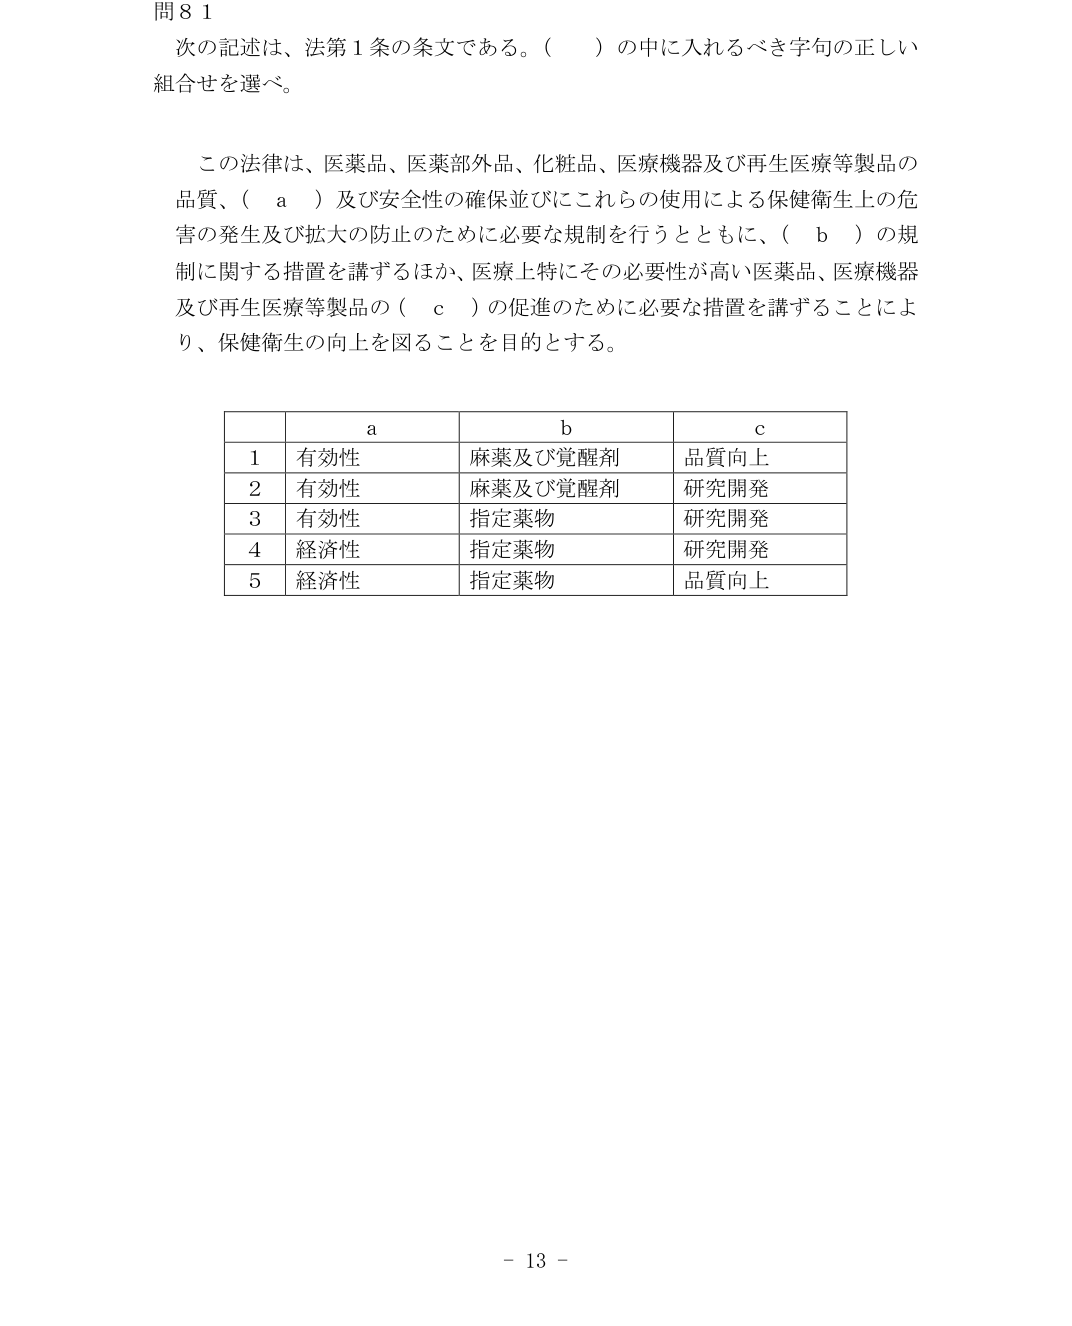 問８１
次の記述は、法第１条の条文である。（　　）の中に入れるべき字句の正しい
組合せを選べ。
この法律は、医薬品、医薬部外品、化粧品、医療機器及び再生医療等製品の
品質、（　a　）及び安全性の確保並びにこれらの使用による保健衛生上の危
害の発生及び拡大の防止のために必要な規制を行うとともに、（　b　）の規
制に関する措置を講ずるほか、医療上特にその必要性が高い医薬品、医療機器
及び再生医療等製品の（　c　）の促進のために必要な措置を講ずることによ
り、保健衛生の向上を図ることを目的とする。
a b c
1 有効性 麻薬及び覚醒剤 品質向上
2 有効性 麻薬及び覚醒剤 研究開発
3 有効性 指定薬物 研究開発
4 経済性 指定薬物 研究開発
5 経済性 指定薬物 品質向上
－ 13 －